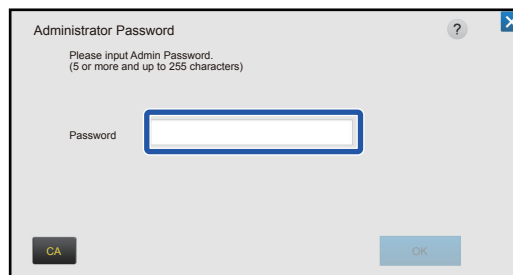 Administrator Password
?
Please input Admin Password.
(5 or more and up to 255 characters)
Password
CA
OK